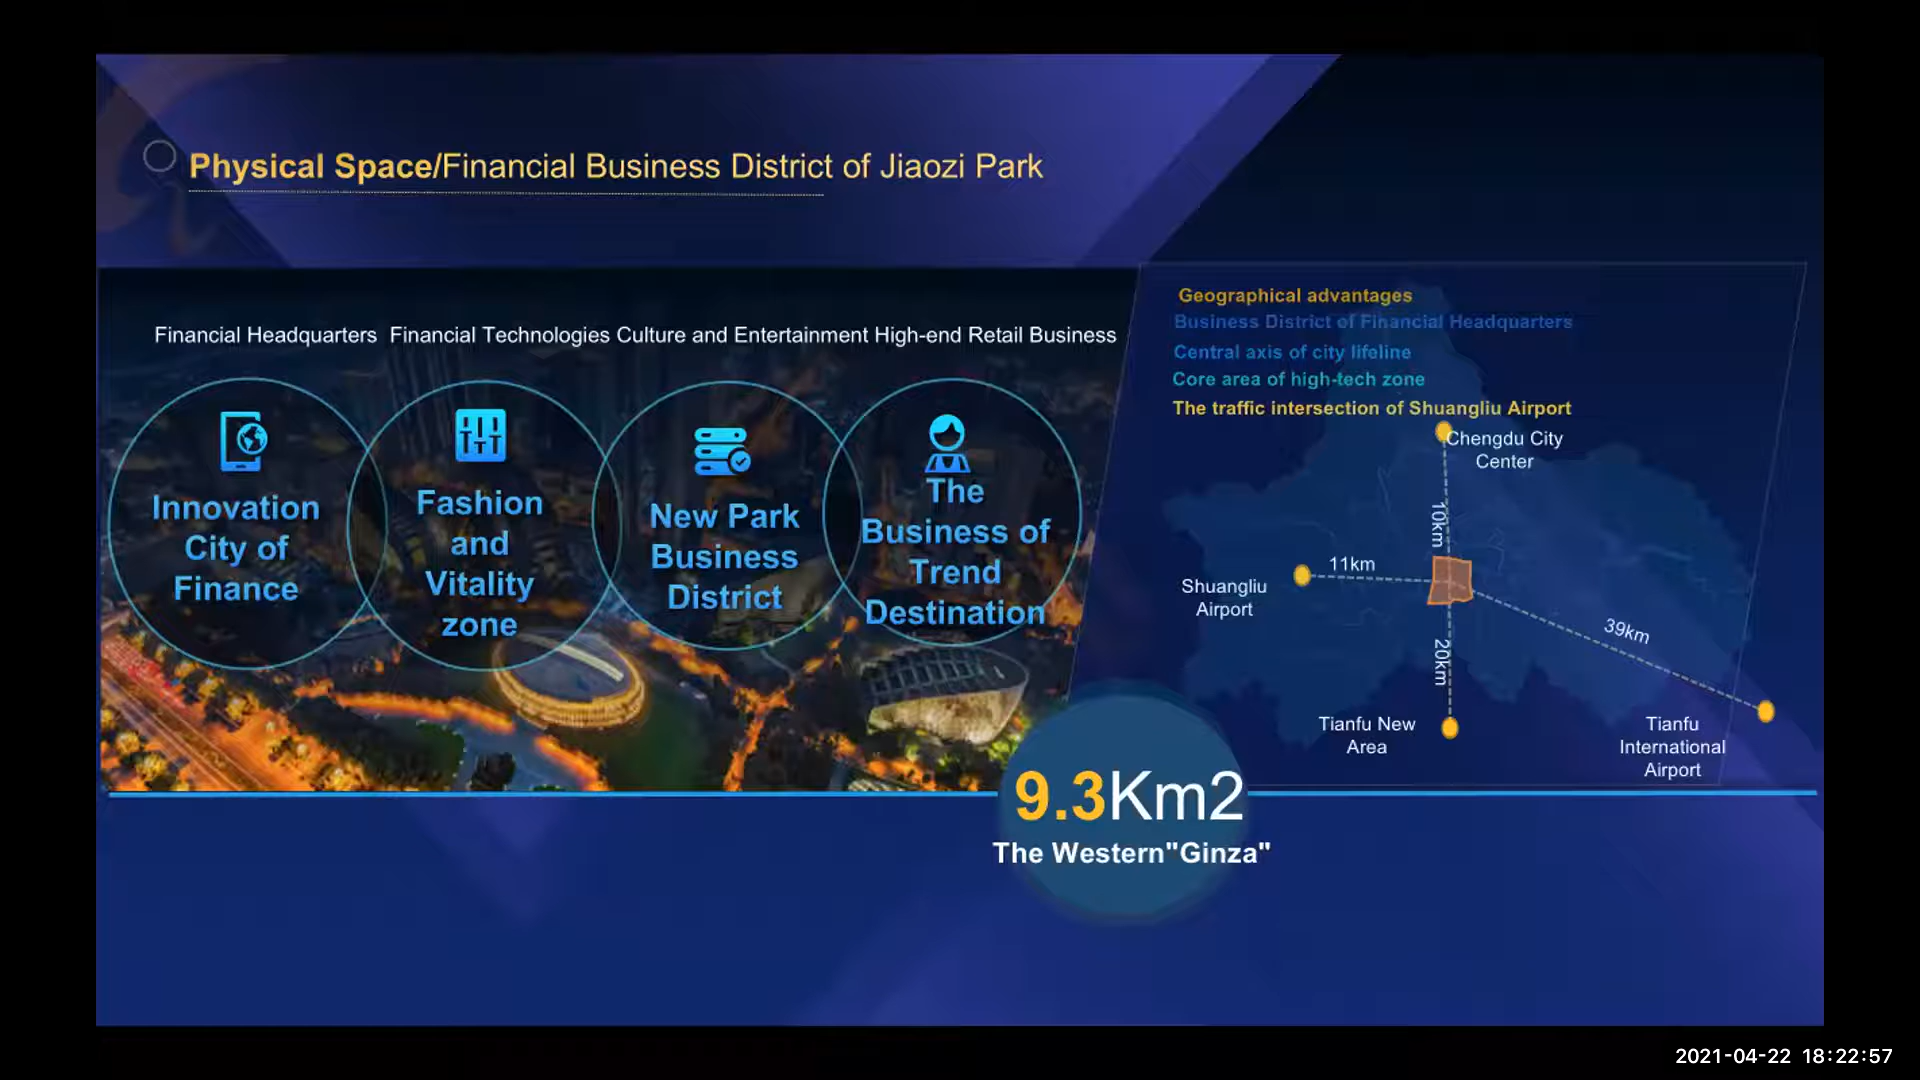 Physical Space/Financial Business District of Jiaozi Park
Financial Headquarters Financial Technologies Culture and Entertainment High-end Retail Business
Innovation
City of
Finance
Fashion
and
Vitality
zone
New Park
Business
District
The
Business of
Trend
Destination
Geographical advantages
Business District of Financial Headquarters
Central axis of city lifeline
Core area of high-tech zone
The traffic intersection of Shuangliu Airport
Chengdu City
Center
10km
11km
Shuangliu
Airport
39km
20km
Tianfu New
Area
Tianfu
International
Airport
9.3Km2
The Western"Ginza"
2021-04-22 18:22:57